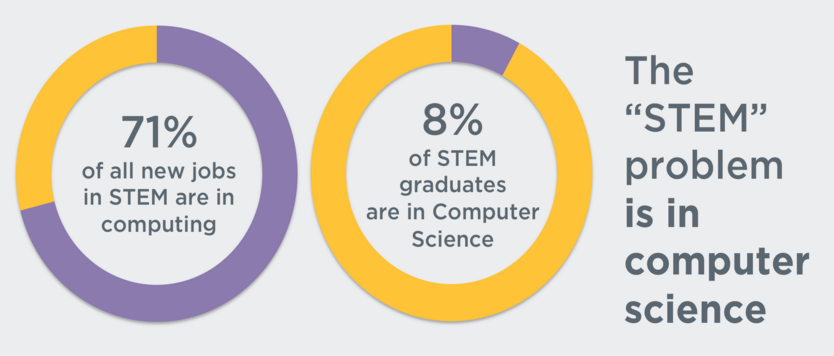 71%
of all new jobs
in STEM are in
computing
8%
of STEM
graduates
are in Computer
Science
The
“STEM”
problem
is in
computer
science